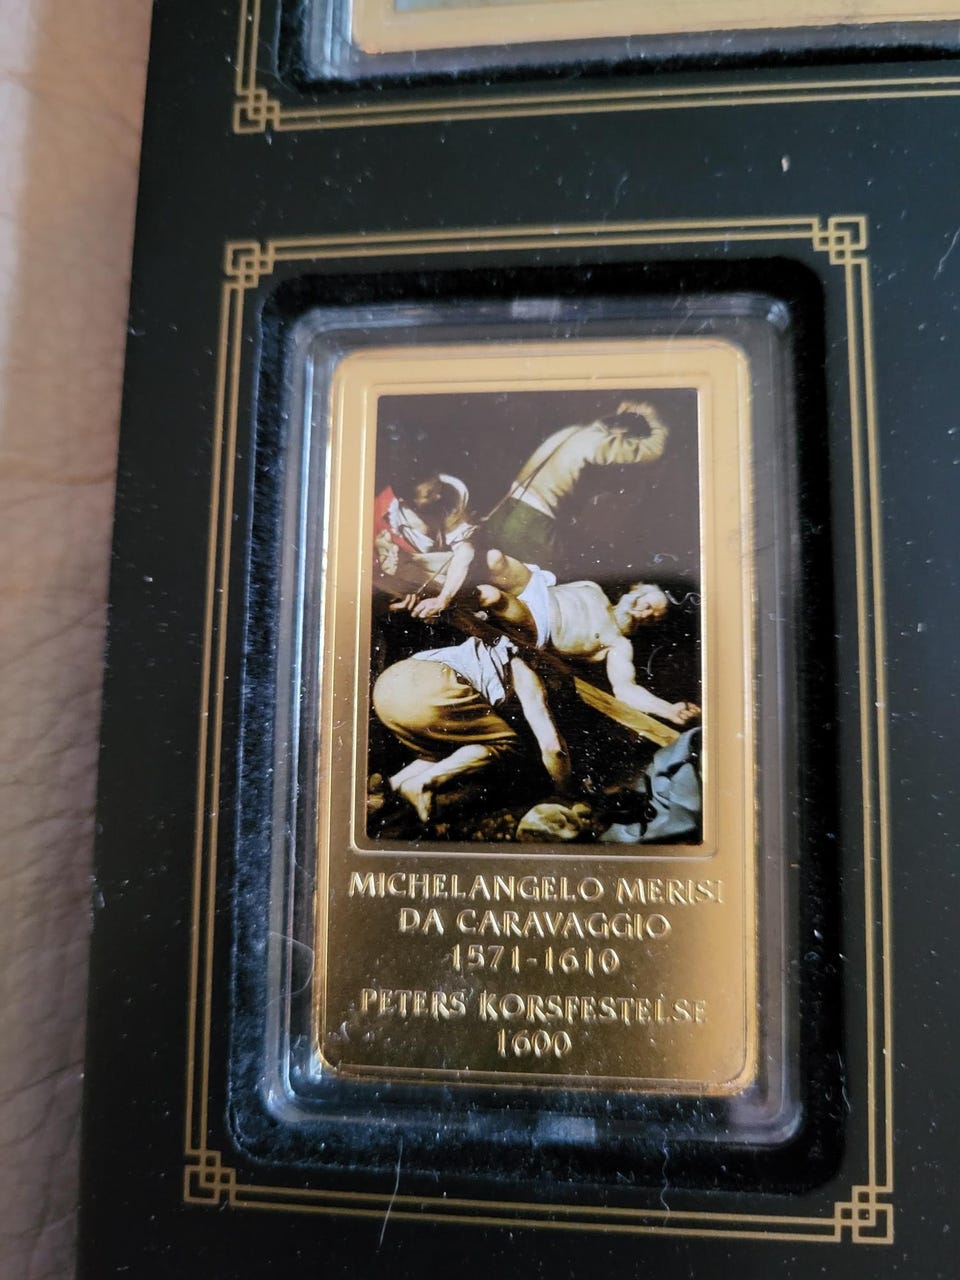 MICHELANGELO MERISI
DA CARAVAGGIO
1571-1610
PETERS KORSFESTELSE
1600